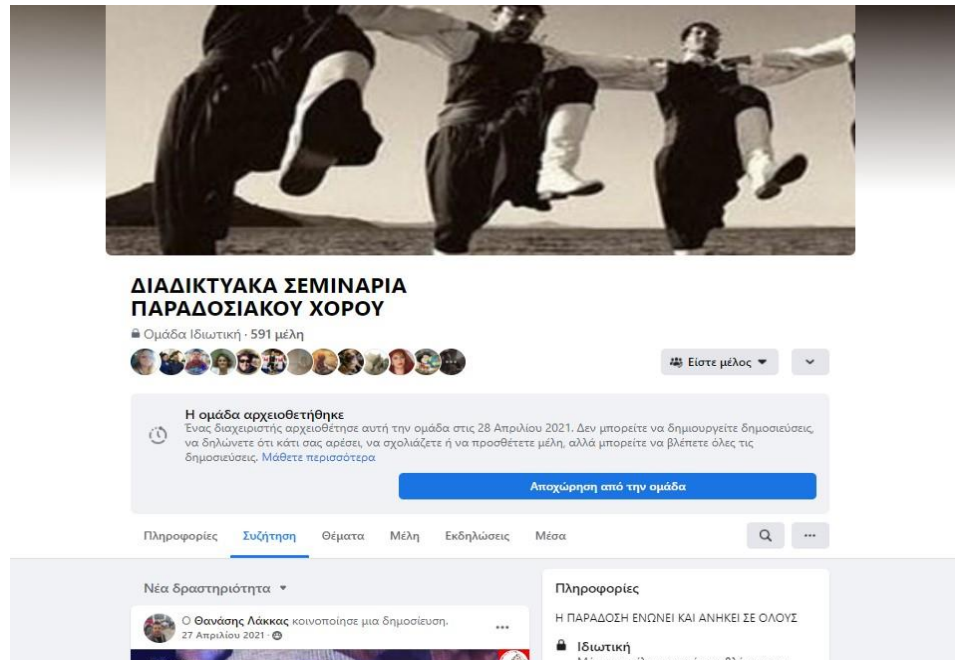 ΔΙΑΔΙΚΤΥΑΚΑ ΣΕΜΙΝΑΡΙΑ
ΠΑΡΑΔΟΣΙΑΚΟΥ ΧΟΡΟΥ
Ομάδα Ιδιωτική · 591 μέλη
Είστε μέλος
Η ομάδα αρχειοθετήθηκε
Ένας διαχειριστής αρχειοθέτησε αυτή την ομάδα στις 28 Απριλίου 2021. Δεν μπορείτε να δημιουργείτε δημοσιεύσεις,
να δηλώνετε ότι κάτι σας αρέσει, να σχολιάζετε ή να προσθέτετε μέλη, αλλά μπορείτε να βλέπετε όλες τις
δημοσιεύσεις. Μάθετε περισσότερα
Αποχώρηση από την ομάδα
Πληροφορίες Συζήτηση Θέματα Μέλη Εκδηλώσεις Μέσα
Νέα δραστηριότητα
Ο Θανάσης Λάκκας κοινοποίησε μια δημοσίευση.
27 Απριλίου 2021 ·
Πληροφορίες
Η ΠΑΡΑΔΟΣΗ ΕΝΩΝΕΙ ΚΑΙ ΑΝΗΚΕΙ ΣΕ ΟΛΟΥΣ
Ιδιωτική